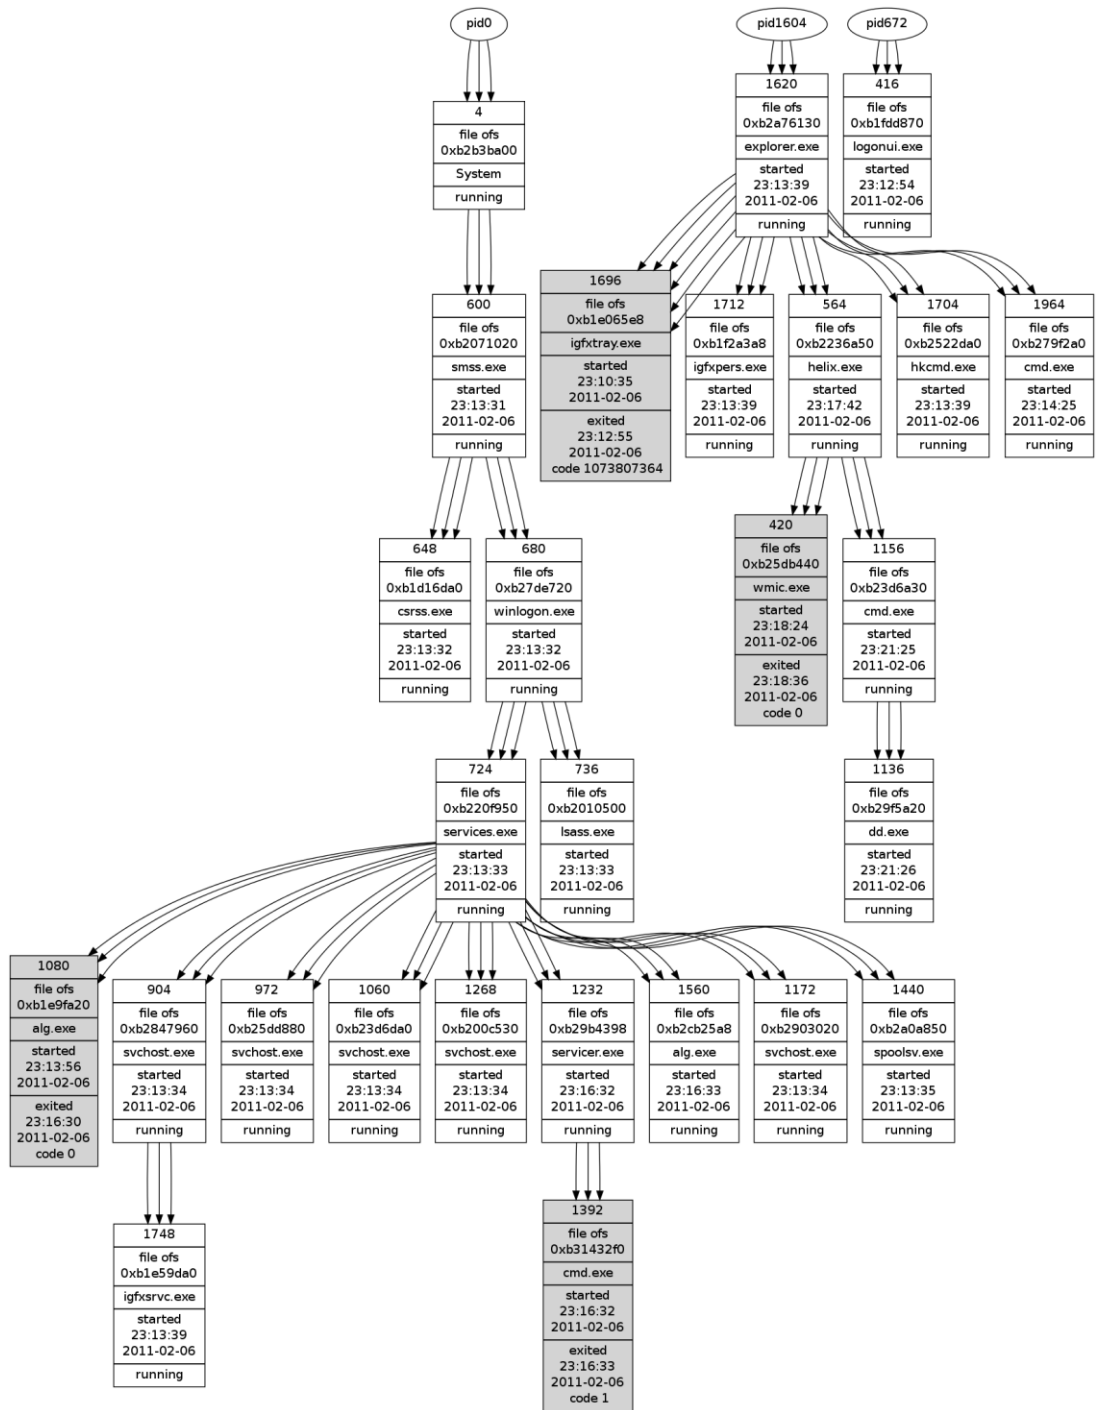 pid0
pid1604
pid672
4
file ofs
0xb2b3ba00
System
running
1620
file ofs
0xb2a76130
explorer.exe
started
23:13:39
2011-02-06
running
416
file ofs
0xb1fdd870
logonui.exe
started
23:12:54
2011-02-06
running
600
file ofs
0xb2071020
smss.exe
started
23:13:31
2011-02-06
running
1696
file ofs
0xb1e065e8
igfxtray.exe
started
23:10:35
2011-02-06
exited
23:12:55
2011-02-06
code 1073807364
1712
file ofs
0xb1f2a3a8
igfxpers.exe
started
23:13:39
2011-02-06
running
564
file ofs
0xb2236a50
helix.exe
started
23:17:42
2011-02-06
running
1704
file ofs
0xb2522da0
hkcmd.exe
started
23:13:39
2011-02-06
running
1964
file ofs
0xb279f2a0
cmd.exe
started
23:14:25
2011-02-06
running
648
file ofs
0xb1d16da0
csrss.exe
started
23:13:32
2011-02-06
running
680
file ofs
0xb27de720
winlogon.exe
started
23:13:32
2011-02-06
running
420
file ofs
0xb25db440
wmic.exe
started
23:18:24
2011-02-06
exited
23:18:36
2011-02-06
code 0
1156
file ofs
0xb23d6a30
cmd.exe
started
23:21:25
2011-02-06
running
724
file ofs
0xb220f950
services.exe
started
23:13:33
2011-02-06
running
736
file ofs
0xb2010500
lsass.exe
started
23:13:33
2011-02-06
running
1136
file ofs
0xb29f5a20
dd.exe
started
23:21:26
2011-02-06
running
1080
file ofs
0xb1e9fa20
alg.exe
started
23:13:56
2011-02-06
exited
23:16:30
2011-02-06
code 0
904
file ofs
0xb2847960
svchost.exe
started
23:13:34
2011-02-06
running
972
file ofs
0xb25dd880
svchost.exe
started
23:13:34
2011-02-06
running
1060
file ofs
0xb23d6da0
svchost.exe
started
23:13:34
2011-02-06
running
1268
file ofs
0xb200c530
svchost.exe
started
23:13:34
2011-02-06
running
1232
file ofs
0xb29b4398
servicer.exe
started
23:16:32
2011-02-06
running
1560
file ofs
0xb2cb25a8
alg.exe
started
23:16:33
2011-02-06
running
1172
file ofs
0xb2903020
svchost.exe
started
23:13:34
2011-02-06
running
1440
file ofs
0xb2a0a850
spoolsv.exe
started
23:13:35
2011-02-06
running
1748
file ofs
0xb1e59da0
igfxsrvc.exe
started
23:13:39
2011-02-06
running
1392
file ofs
0xb31432f0
cmd.exe
started
23:16:32
2011-02-06
exited
23:16:33
2011-02-06
code 1